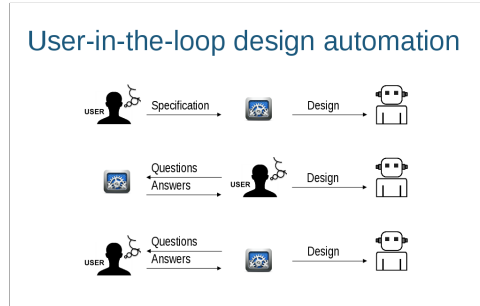 User-in-the-loop design automation
USER Specification Design
Questions
Answers USER Design
Questions
USER Answers Design